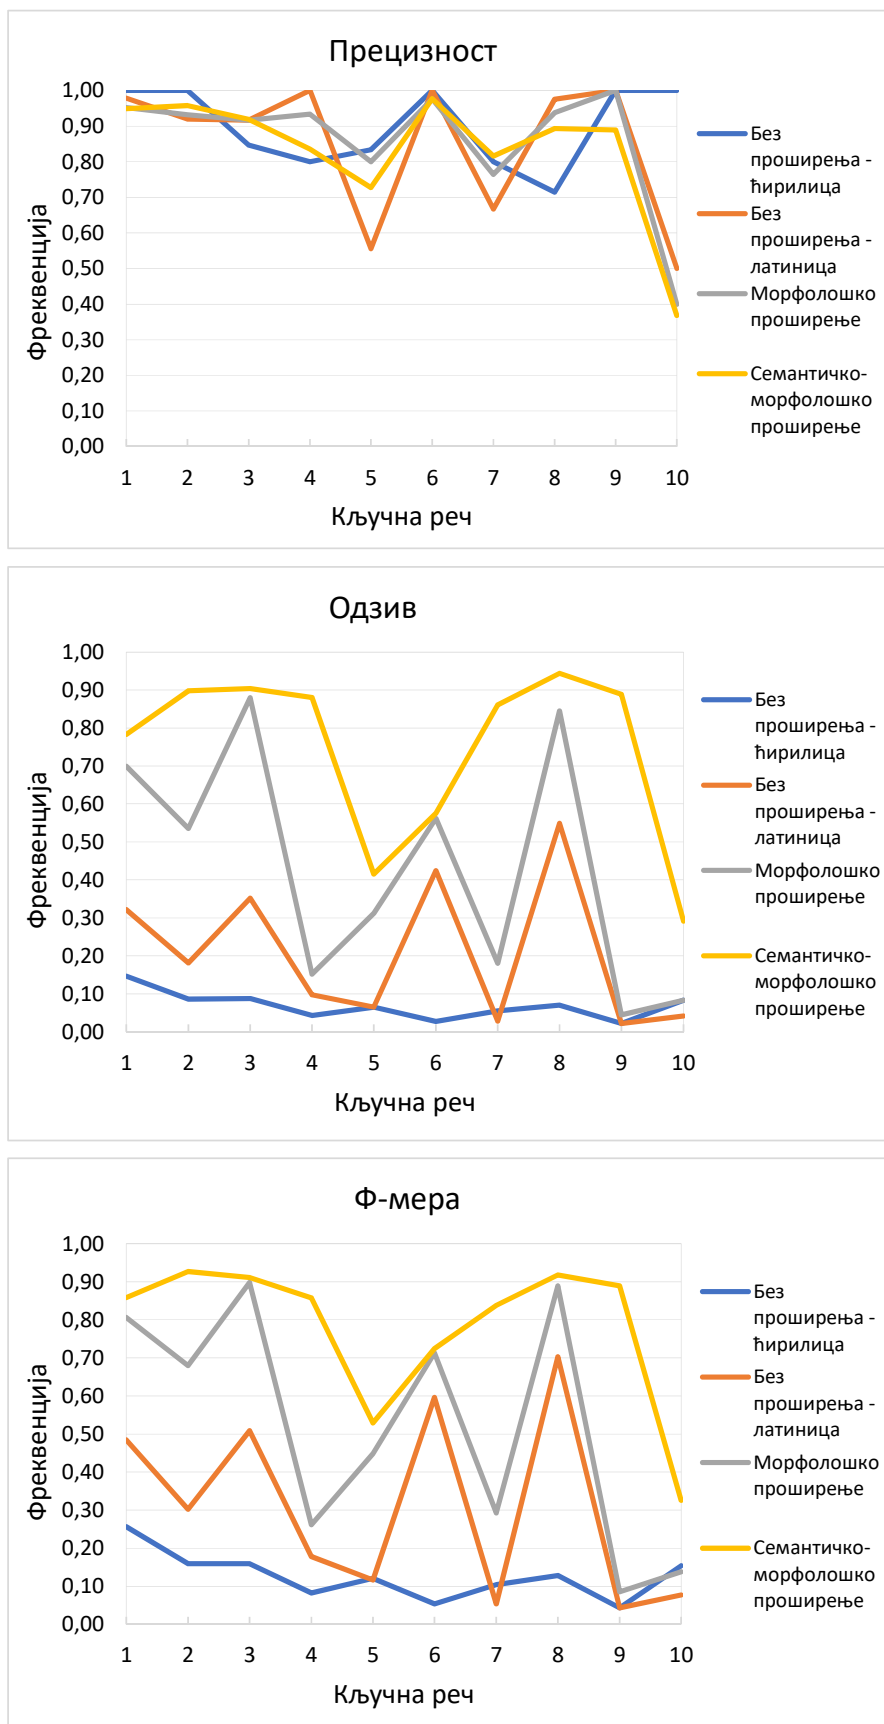 Прецизност
1,00
0,90
0,80
0,70
0,60
0,50
0,40
0,30
0,20
0,10
0,00
Фреквенција
1 2 3 4 5 6 7 8 9 10
Кључна реч
Без
проширења -
ћирилица
Без
проширења -
латиница
Морфолошко
проширење
Семантичко-
морфолошко
проширење
Одзив
1,00
0,90
0,80
0,70
0,60
0,50
0,40
0,30
0,20
0,10
0,00
Фреквенција
1 2 3 4 5 6 7 8 9 10
Кључна реч
Без
проширења -
ћирилица
Без
проширења -
латиница
Морфолошко
проширење
Семантичко-
морфолошко
проширење
Ф-мера
1,00
0,90
0,80
0,70
0,60
0,50
0,40
0,30
0,20
0,10
0,00
Фреквенција
1 2 3 4 5 6 7 8 9 10
Кључна реч
Без
проширења -
ћирилица
Без
проширења -
латиница
Морфолошко
проширење
Семантичко-
морфолошко
проширење